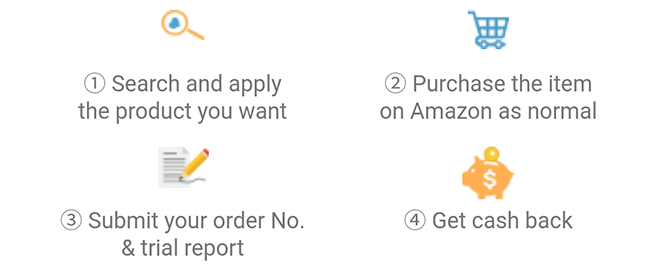 ① Search and apply
the product you want
② Purchase the item
on Amazon as normal
③ Submit your order No.
& trial report
④ Get cash back